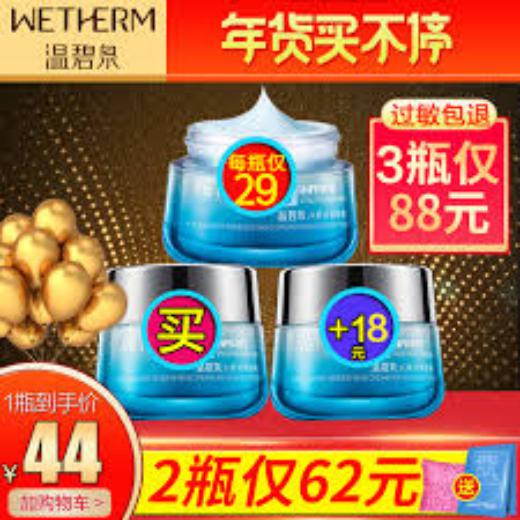 WETHERM
温碧泉
年货买不停
过敏包退
3瓶仅
88元
每瓶仅
29
买
+18
元
1瓶到手价
¥44
加购物车 >
2瓶仅62元
送